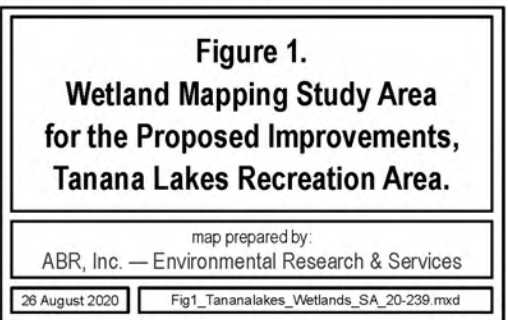 Figure 1.
Wetland Mapping Study Area
for the Proposed Improvements,
Tanana Lakes Recreation Area.
map prepared by:
ABR, Inc. — Environmental Research & Services
26 August 2020
Fig1_Tananalakes_Wetlands_SA_20-239.mxd